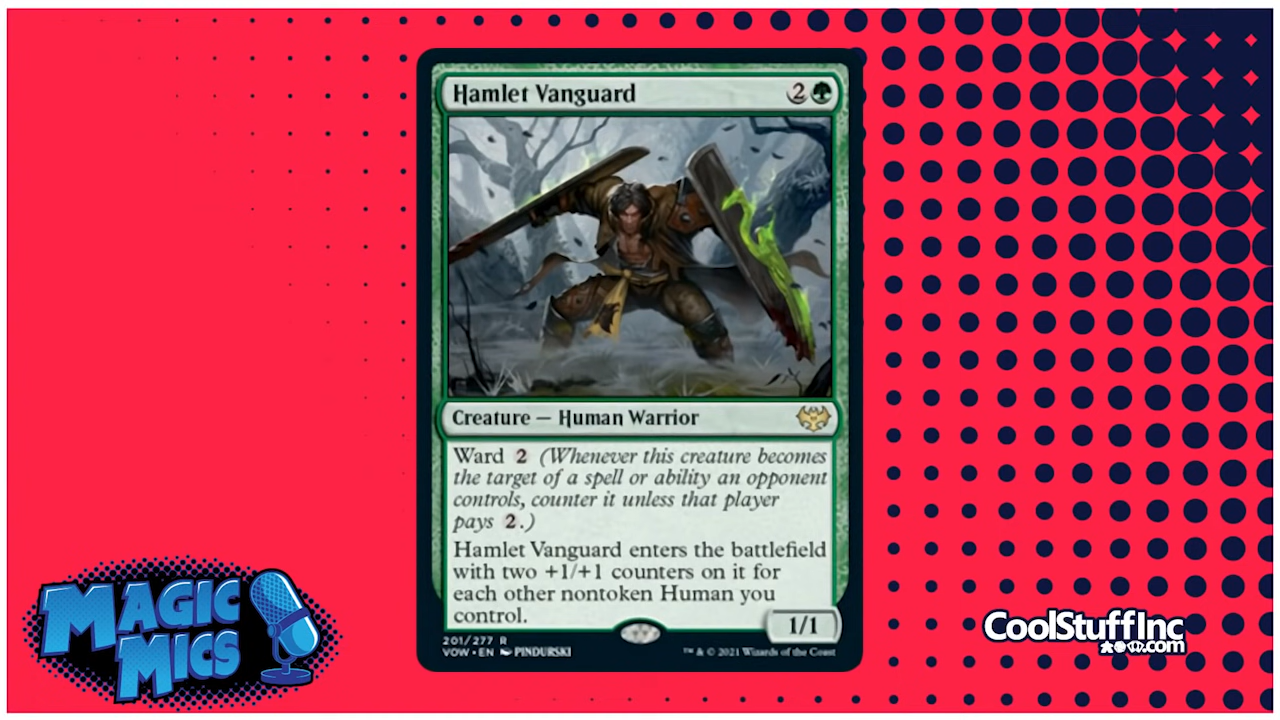 Hamlet Vanguard 2
Creature — Human Warrior
Ward 2 (Whenever this creature becomes
the target of a spell or ability an opponent
controls, counter it unless that player
pays 2.)
Hamlet Vanguard enters the battlefield
with two +1/+1 counters on it for
each other nontoken Human you
control.
1/1
201/277 R
VOW • EN PINDURSKI
™ & © 2021 Wizards of the Coast
MAGIC
MICS
CoolStuffInc
.com